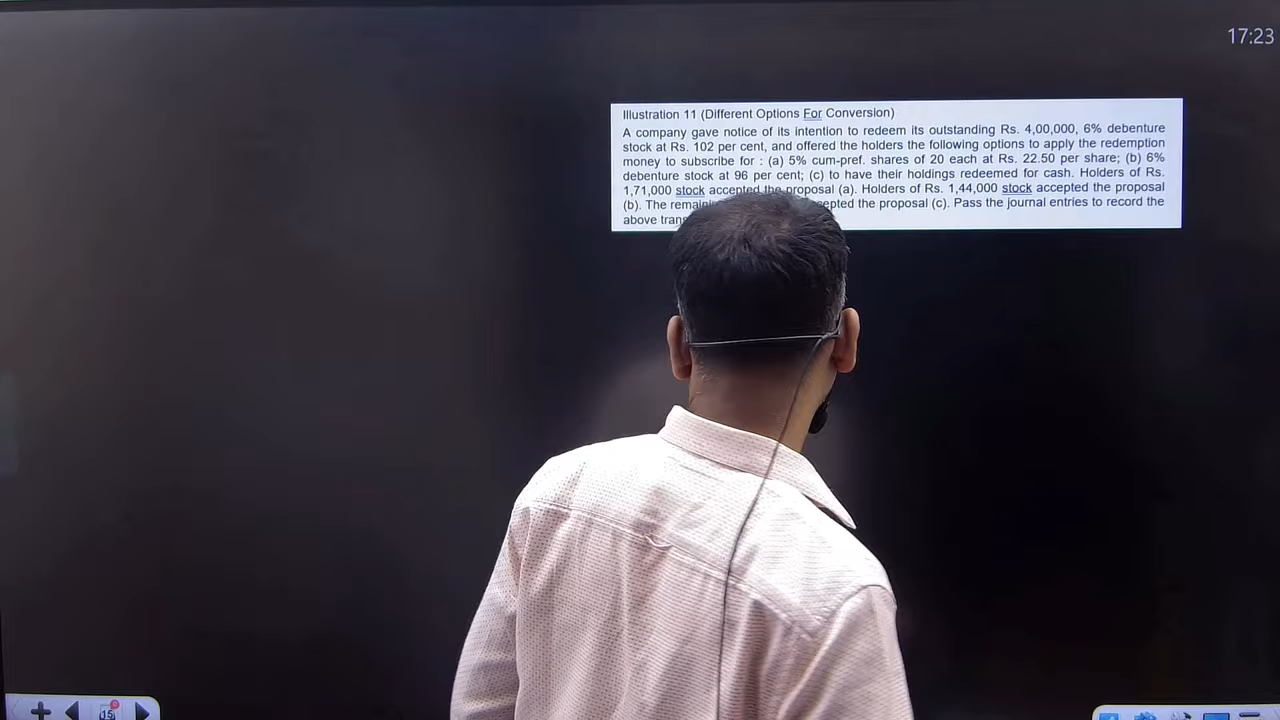 17:23
Illustration 11 (Different Options For Conversion)
A company gave notice of its intention to redeem its outstanding Rs. 4,00,000, 6% debenture
stock at Rs. 102 per cent, and offered the holders the following options to apply the redemption
money to subscribe for : (a) 5% cum-pref. shares of 20 each at Rs. 22.50 per share; (b) 6%
debenture stock at 96 per cent; (c) to have their holdings redeemed for cash. Holders of Rs.
1,71,000 stock accepted the proposal (a). Holders of Rs. 1,44,000 stock accepted the proposal
(b). The the proposal (c). Pass the journal entries to record the
above
15